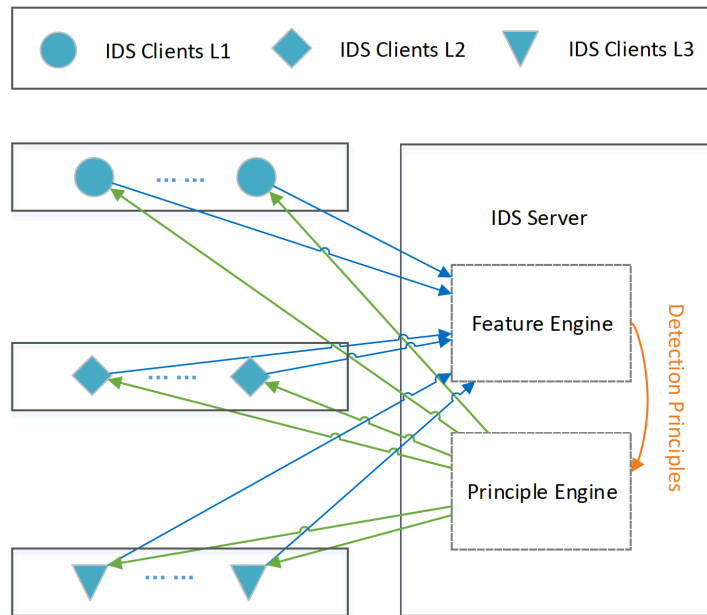 IDS Clients L1
IDS Clients L2
IDS Clients L3
... ...
IDS Server
Feature Engine
Detection Principles
... ...
Principle Engine
... ...